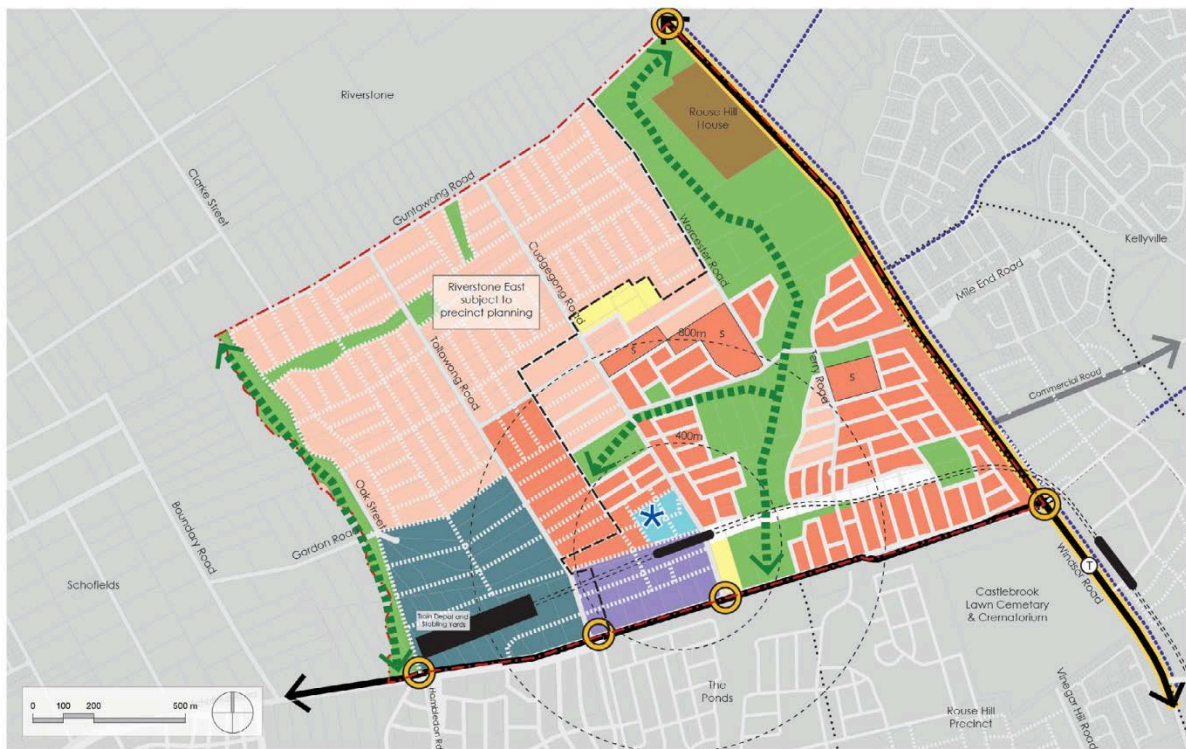 Riverstone
Rouse Hill
House
Clarke Street
Guntawong Road
Worcester Road
Cudgegong Road
Kellyville
Riverstone East
subject to
precinct planning
Mile End Road
Tallawong Road
800m
S
S
S
Terry Road
Commercial Road
400m
Oak Street
Gordon Road
Boundary Road
Schofields
Windsor Road
T
Castlebrook
Lawn Cemetary
& Crematorium
Train Depot and
Stabling Yards
The
Ponds
Hambledon Rd
Rouse Hill
Precinct
Vinegar Hill Road
0 100 200 500 m